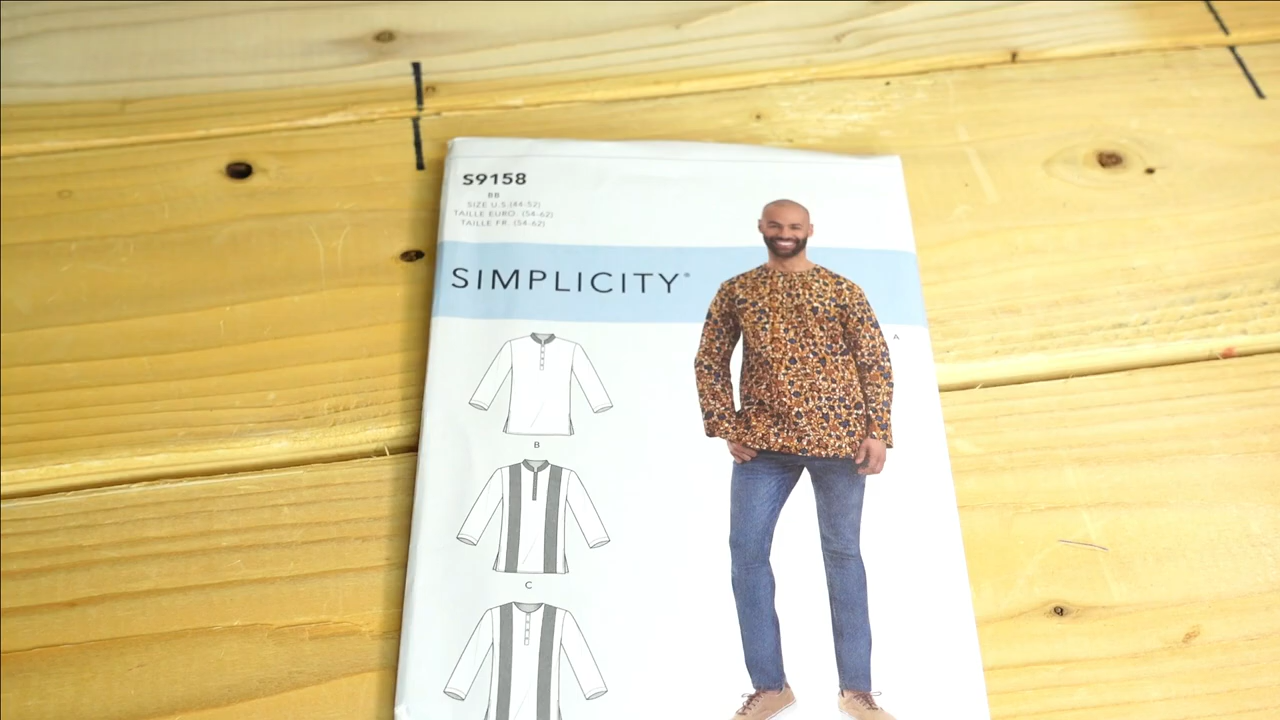 S9158
BB
SIZE U.S.(44-52)
TAILLE EURO. (54-62)
TAILLE FR. (54-62)
SIMPLICITY®
A
B
C